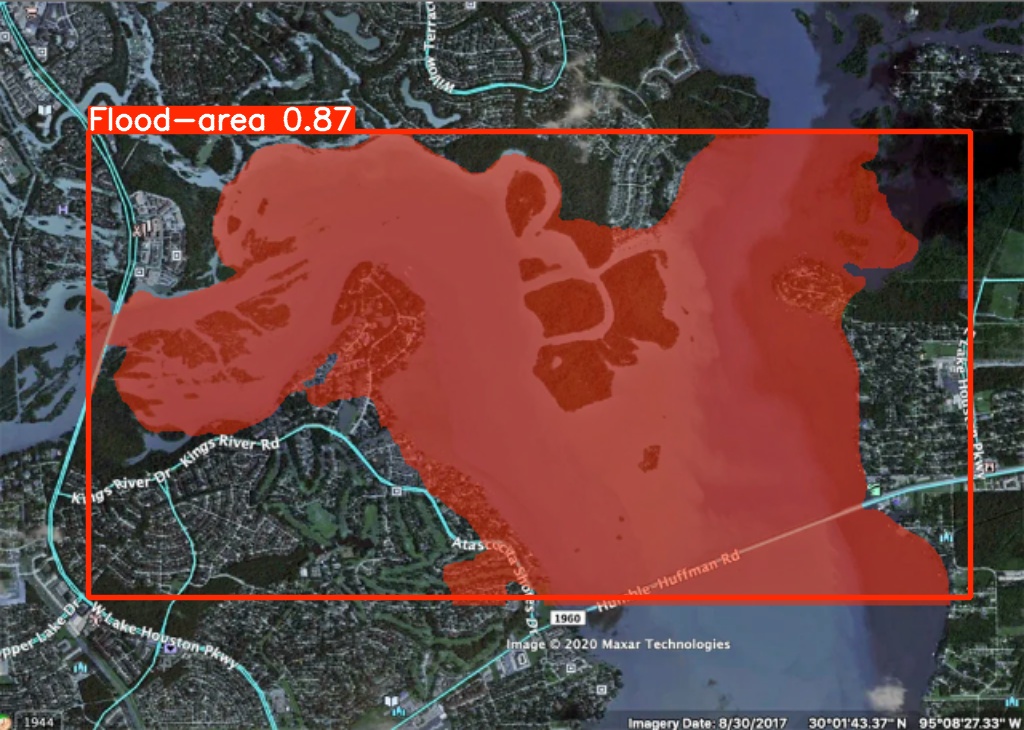 Willow Terrace
Flood-area 0.87
H
Lake Houston Pkwy
Kings River Rd
Kings River Dr
Atascocita Shores D
Humble-Huffman Rd
1960
W Lake Houston Pkwy
pper Lake Dr
Image © 2020 Maxar Technologies
1944
Imagery Date: 8/30/2017 30°01'43.37" N 95°08'27.33" W